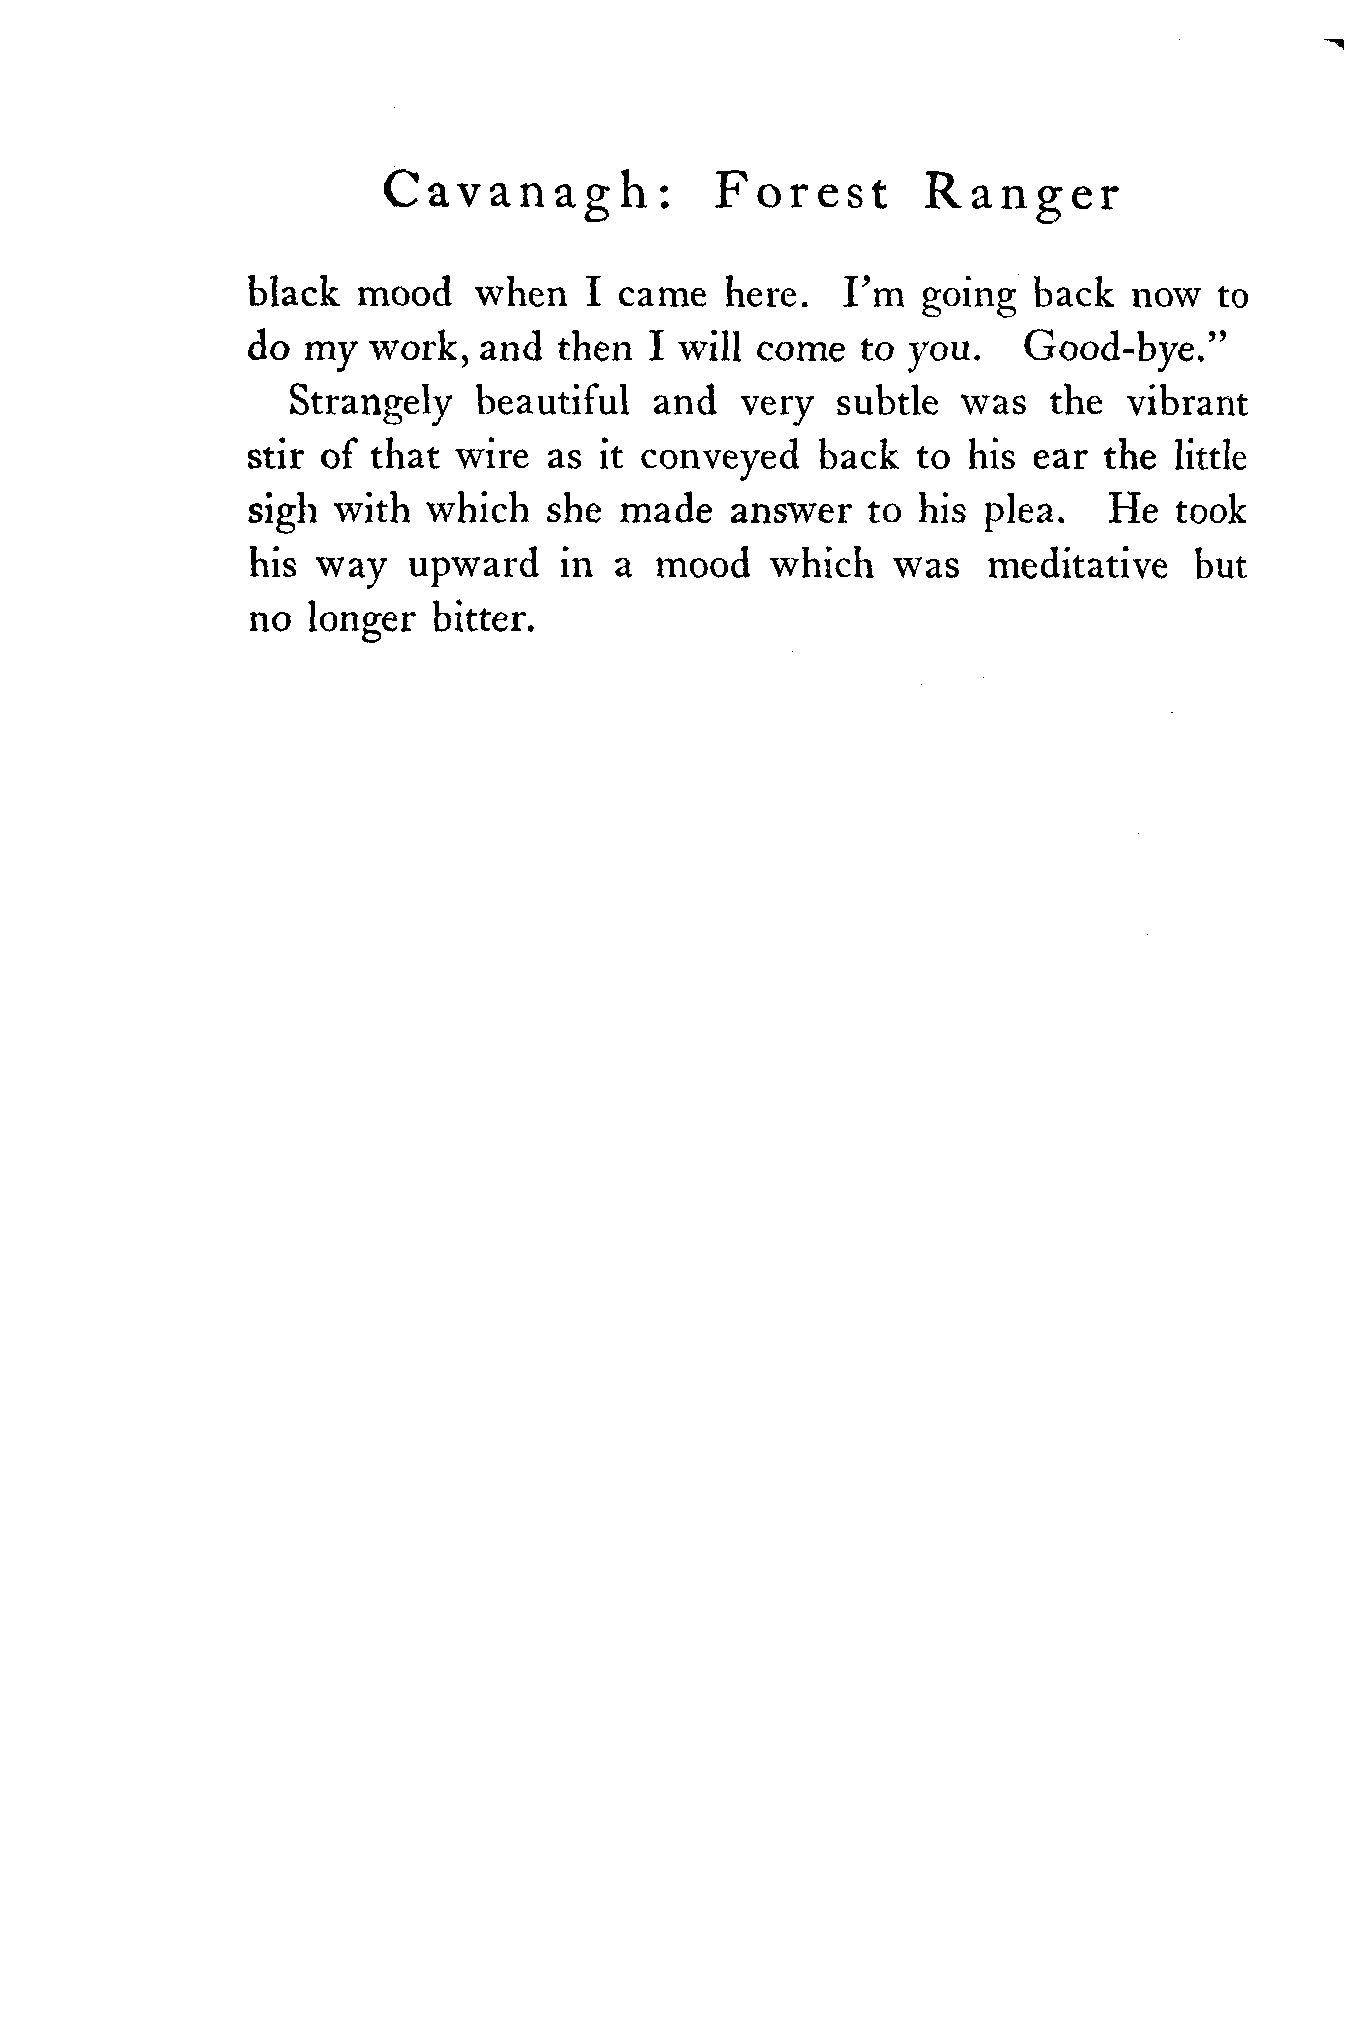 Cavanagh: Forest Ranger
black mood when I came here. I'm going back now to
do my work, and then I will come to you. Good-bye."
Strangely beautiful and very subtle was the vibrant
stir of that wire as it conveyed back to his ear the little
sigh with which she made answer to his plea. He took
his way upward in a mood which was meditative but
no longer bitter.